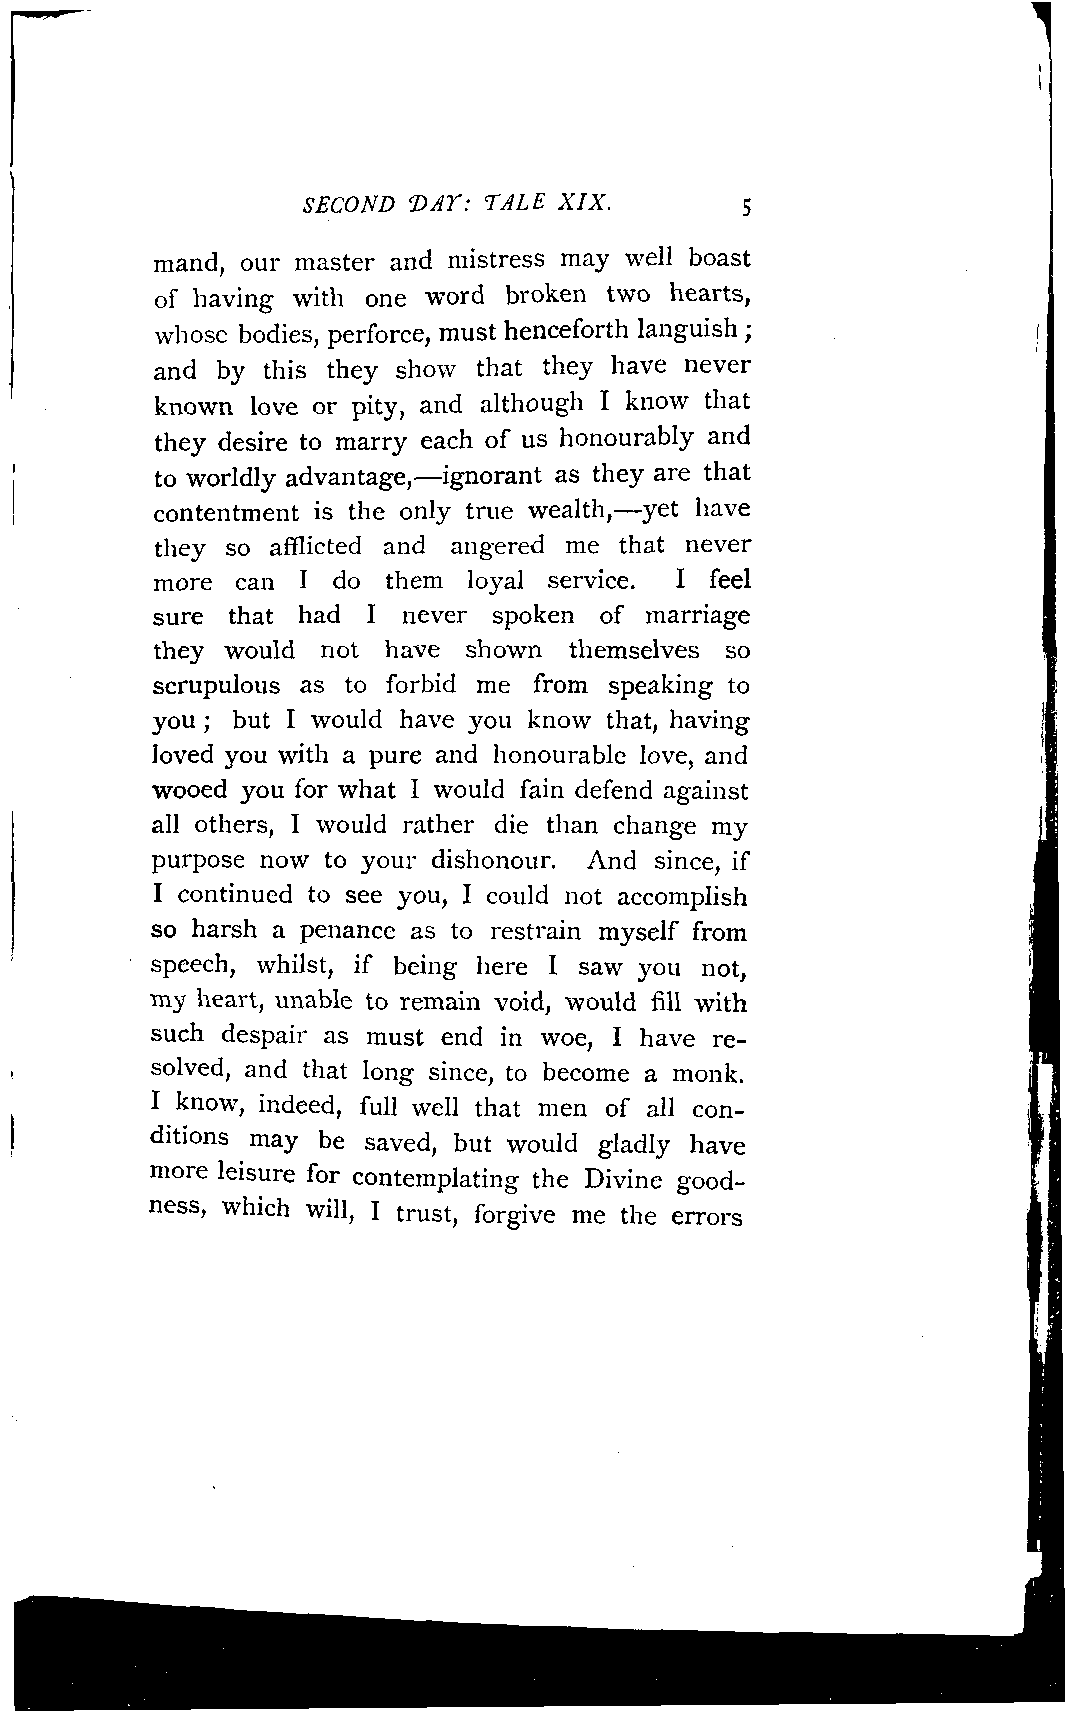 SECOND DAY: TALE XIX. 5
mand, our master and mistress may well boast
of having with one word broken two hearts,
whose bodies, perforce, must henceforth languish ;
and by this they show that they have never
known love or pity, and although I know that
they desire to marry each of us honourably and
to worldly advantage,—ignorant as they are that
contentment is the only true wealth,—yet have
they so afflicted and angered me that never
more can I do them loyal service. I feel
sure that had I never spoken of marriage
they would not have shown themselves so
scrupulous as to forbid me from speaking to
you ; but I would have you know that, having
loved you with a pure and honourable love, and
wooed you for what I would fain defend against
all others, I would rather die than change my
purpose now to your dishonour. And since, if
I continued to see you, I could not accomplish
so harsh a penance as to restrain myself from
speech, whilst, if being here I saw you not,
my heart, unable to remain void, would fill with
such despair as must end in woe, I have re-
solved, and that long since, to become a monk.
I know, indeed, full well that men of all con-
ditions may be saved, but would gladly have
more leisure for contemplating the Divine good-
ness, which will, I trust, forgive me the errors